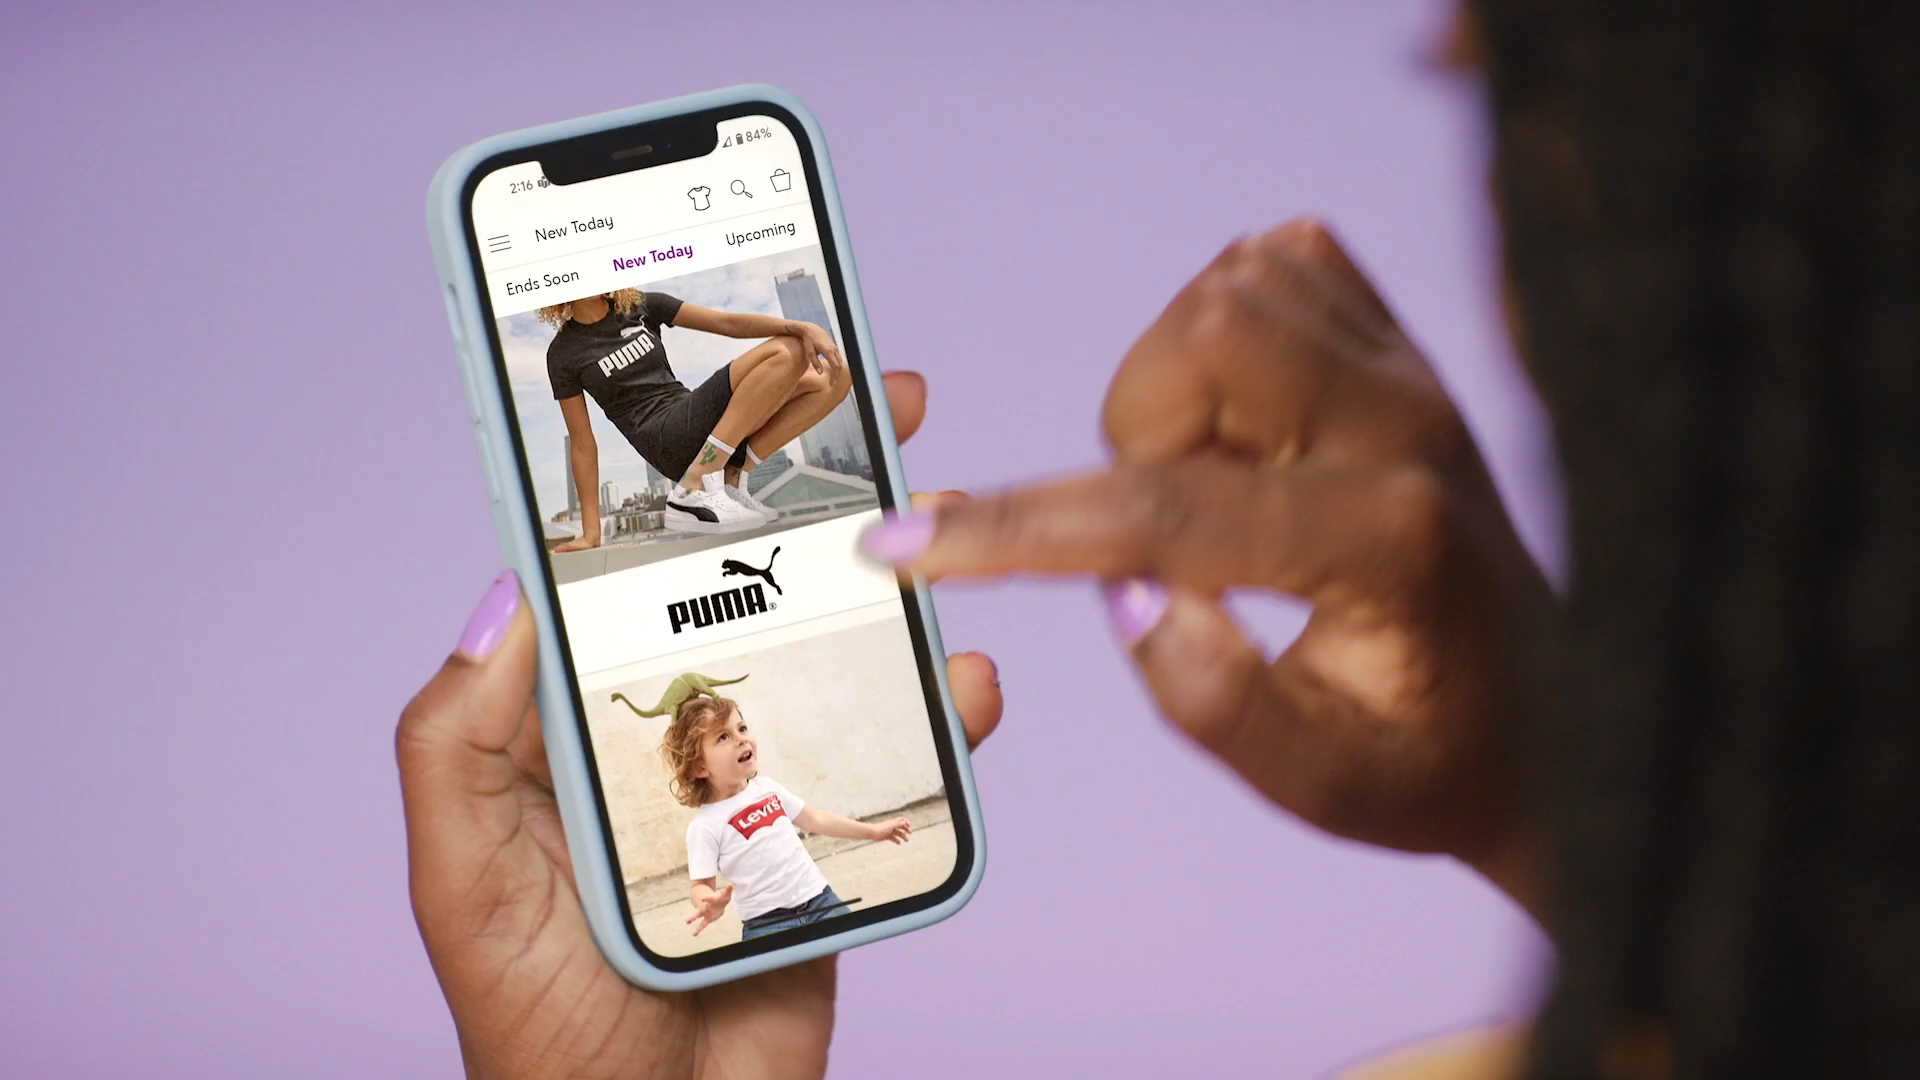 2:16
84%
New Today
Ends Soon
New Today
Upcoming
PUMA
PUMA®
Levi's